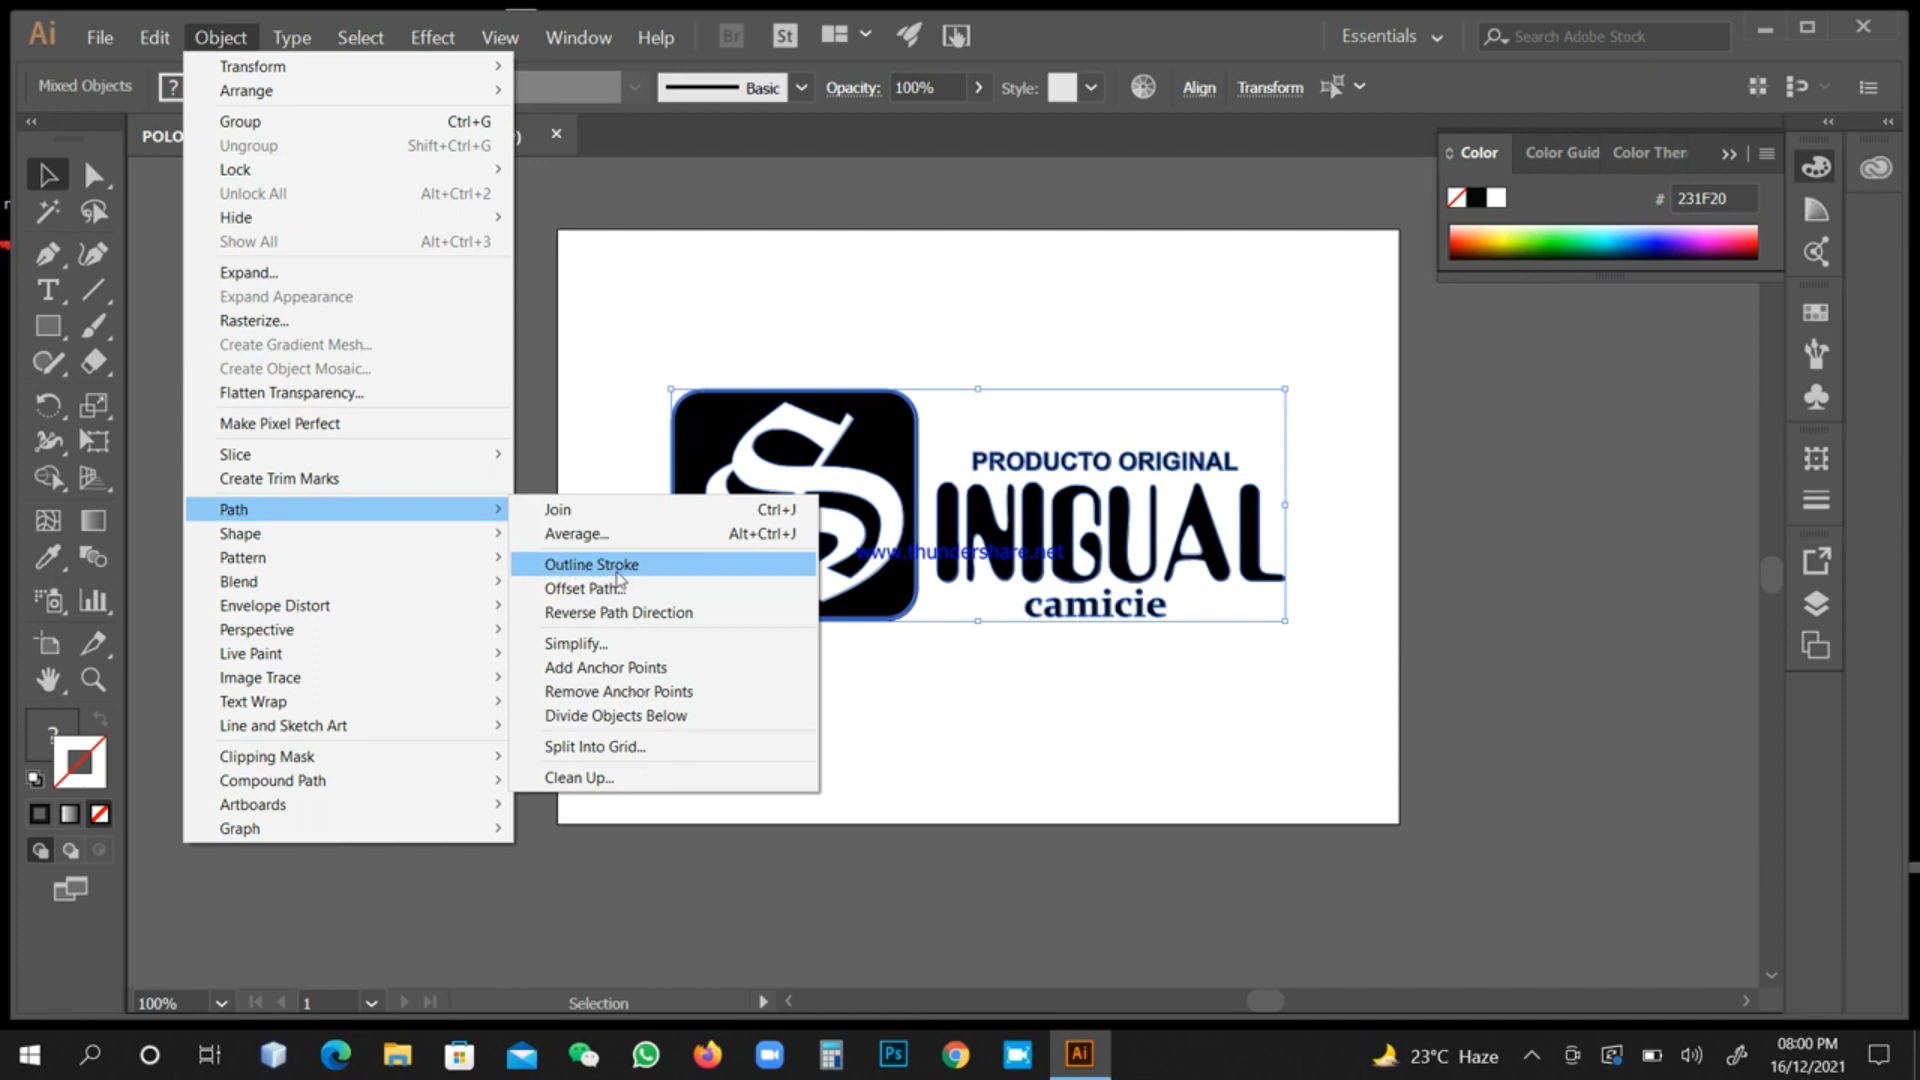 Ai File Edit Object Type Select Effect View Window Help Br St Essentials Search Adobe Stock
Mixed Objects ? Basic Opacity: 100% Style: Align Transform
POLO ) ×
Transform
Arrange
Group Ctrl+G
Ungroup Shift+Ctrl+G
Lock
Unlock All Alt+Ctrl+2
Hide
Show All Alt+Ctrl+3
Expand...
Expand Appearance
Rasterize...
Create Gradient Mesh...
Create Object Mosaic...
Flatten Transparency...
Make Pixel Perfect
Slice
Create Trim Marks
Path
Shape
Pattern
Blend
Envelope Distort
Perspective
Live Paint
Image Trace
Text Wrap
Line and Sketch Art
Clipping Mask
Compound Path
Artboards
Graph
Join Ctrl+J
Average... Alt+Ctrl+J
Outline Stroke
Offset Path...
Reverse Path Direction
Simplify...
Add Anchor Points
Remove Anchor Points
Divide Objects Below
Split Into Grid...
Clean Up...
Color Color Guid Color Ther
# 231F20
PRODUCTO ORIGINAL
SINIGUAL
www.thundershare.net
camicie
?
100% 1 Selection
Ps Ai 23°C Haze 08:00 PM
16/12/2021